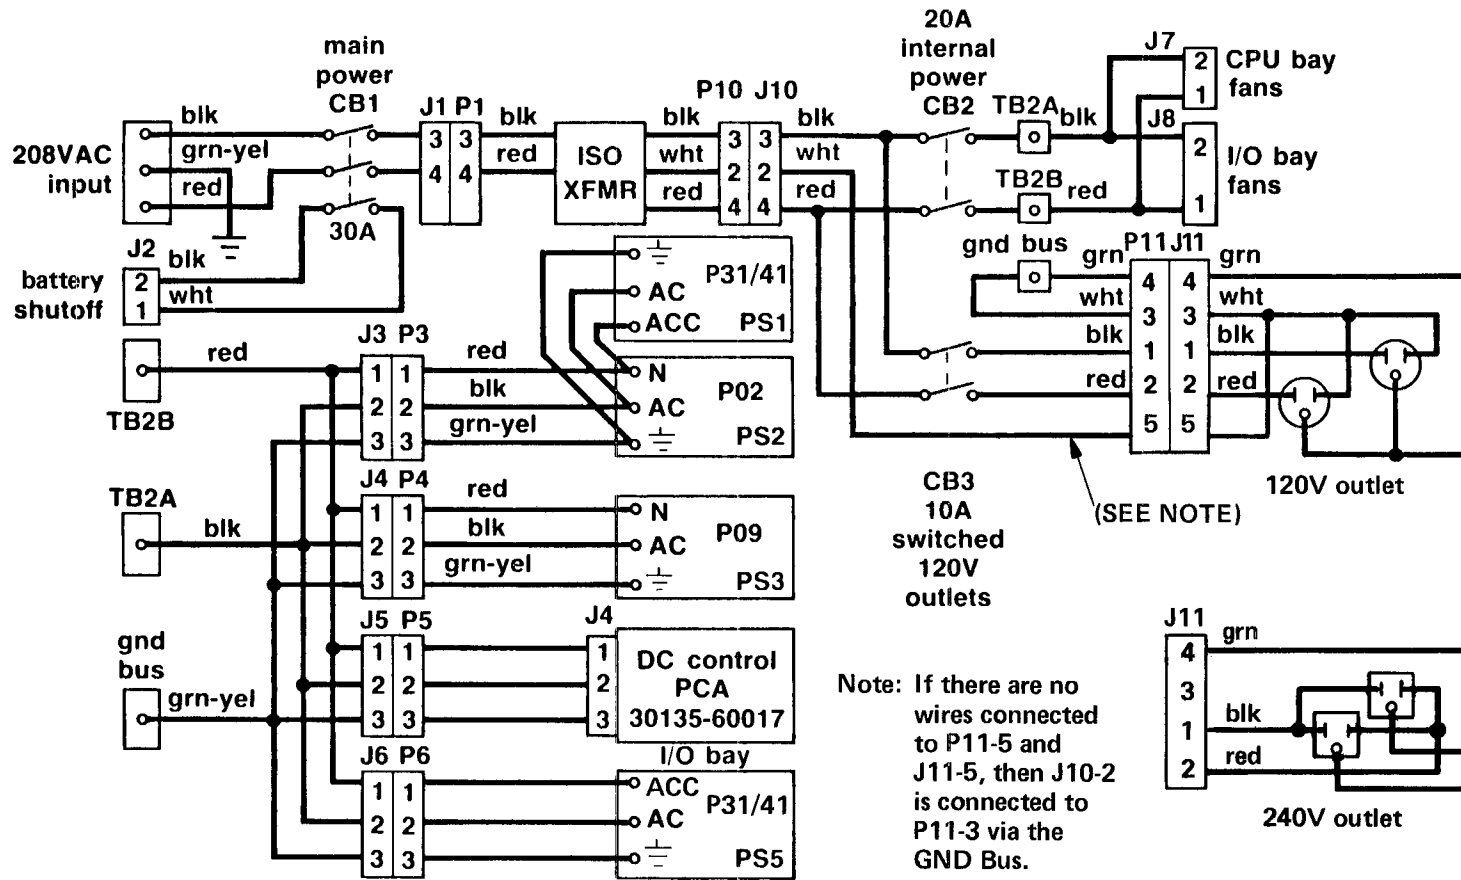 main
power
CB1
20A
internal
power
CB2
208VAC
input
blk
grn-yel
red
30A
J1 P1
3 3
4 4
blk
red
ISO
XFMR
blk
wht
red
P10 J10
3 3
2 2
4 4
blk
wht
red
TB2A
blk
TB2B
red
J7
2
1
CPU bay
fans
J8
2
1
I/O bay
fans
J2
2
1
blk
wht
battery
shutoff
AC
ACC
P31/41
PS1
gnd bus
grn
wht
blk
red
P11 J11
4 4
3 3
1 1
2 2
5 5
grn
wht
blk
red
120V outlet
(SEE NOTE)
CB3
10A
switched
120V
outlets
TB2B
red
J3 P3
1 1
2 2
3 3
red
blk
grn-yel
N
AC
P02
PS2
TB2A
blk
J4 P4
1 1
2 2
3 3
red
blk
grn-yel
N
AC
P09
PS3
gnd
bus
grn-yel
J5 P5
1 1
2 2
3 3
J4
1
2
3
DC control
PCA
30135-60017
J6 P6
1 1
2 2
3 3
I/O bay
ACC
AC
P31/41
PS5
Note: If there are no
wires connected
to P11-5 and
J11-5, then J10-2
is connected to
P11-3 via the
GND Bus.
J11
4
3
1
2
grn
blk
red
240V outlet